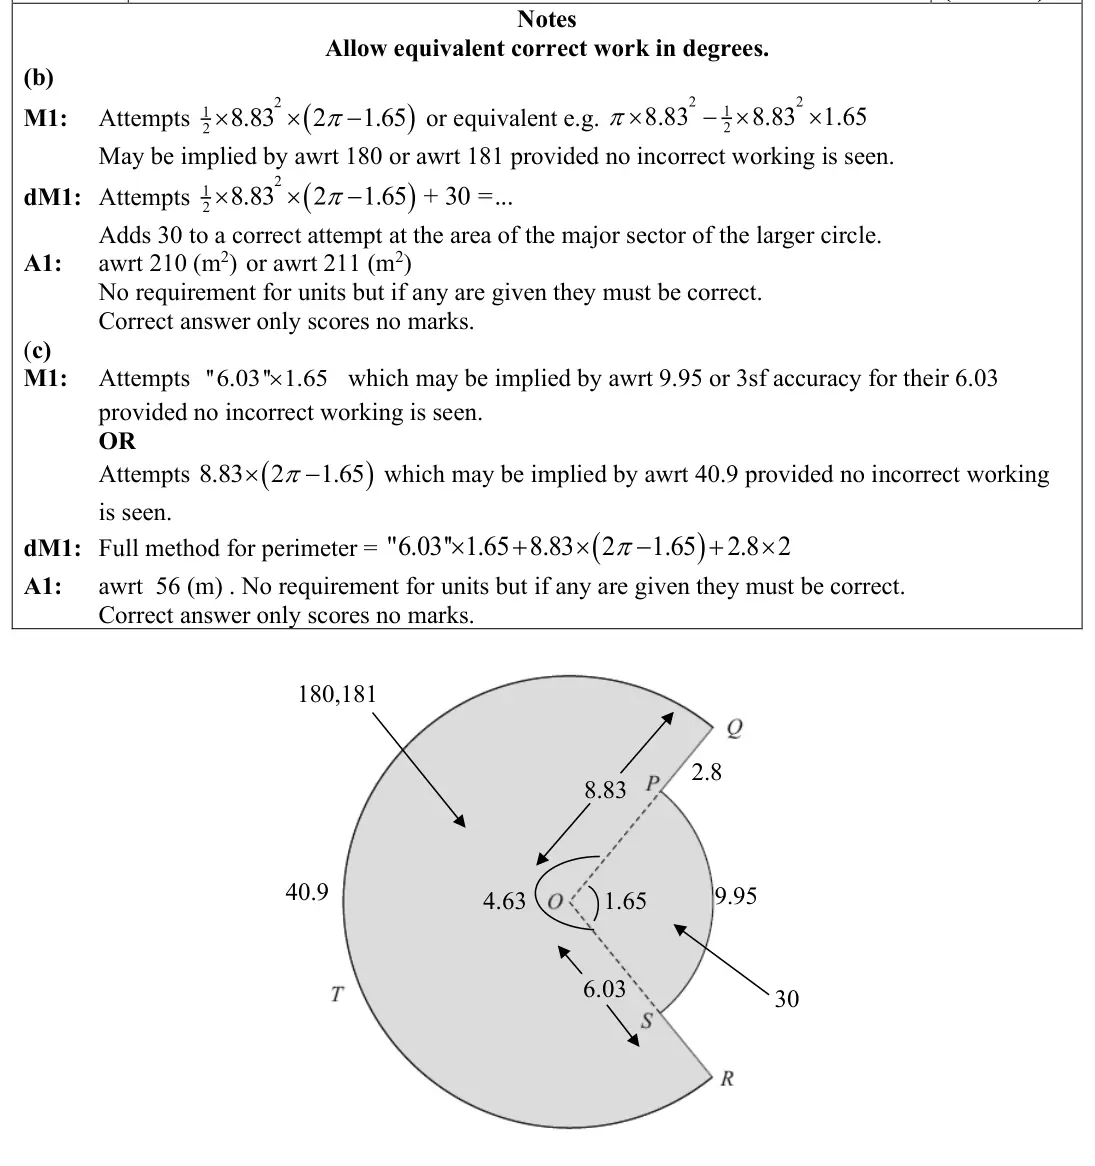 Notes
Allow equivalent correct work in degrees.
(b)
M1: Attempts ½×8.83²×(2π−1.65) or equivalent e.g. π×8.83²−½×8.83²×1.65
May be implied by awrt 180 or awrt 181 provided no incorrect working is seen.
dM1: Attempts ½×8.83²×(2π−1.65) + 30 =...
Adds 30 to a correct attempt at the area of the major sector of the larger circle.
A1: awrt 210 (m²) or awrt 211 (m²)
No requirement for units but if any are given they must be correct.
Correct answer only scores no marks.
(c)
M1: Attempts "6.03"×1.65 which may be implied by awrt 9.95 or 3sf accuracy for their 6.03
provided no incorrect working is seen.
OR
Attempts 8.83×(2π−1.65) which may be implied by awrt 40.9 provided no incorrect working
is seen.
dM1: Full method for perimeter = "6.03"×1.65+8.83×(2π−1.65)+2.8×2
A1: awrt 56 (m) . No requirement for units but if any are given they must be correct.
Correct answer only scores no marks.
180,181
Q
2.8
8.83 P
40.9 4.63 O 1.65 9.95
T 6.03 30
S
R